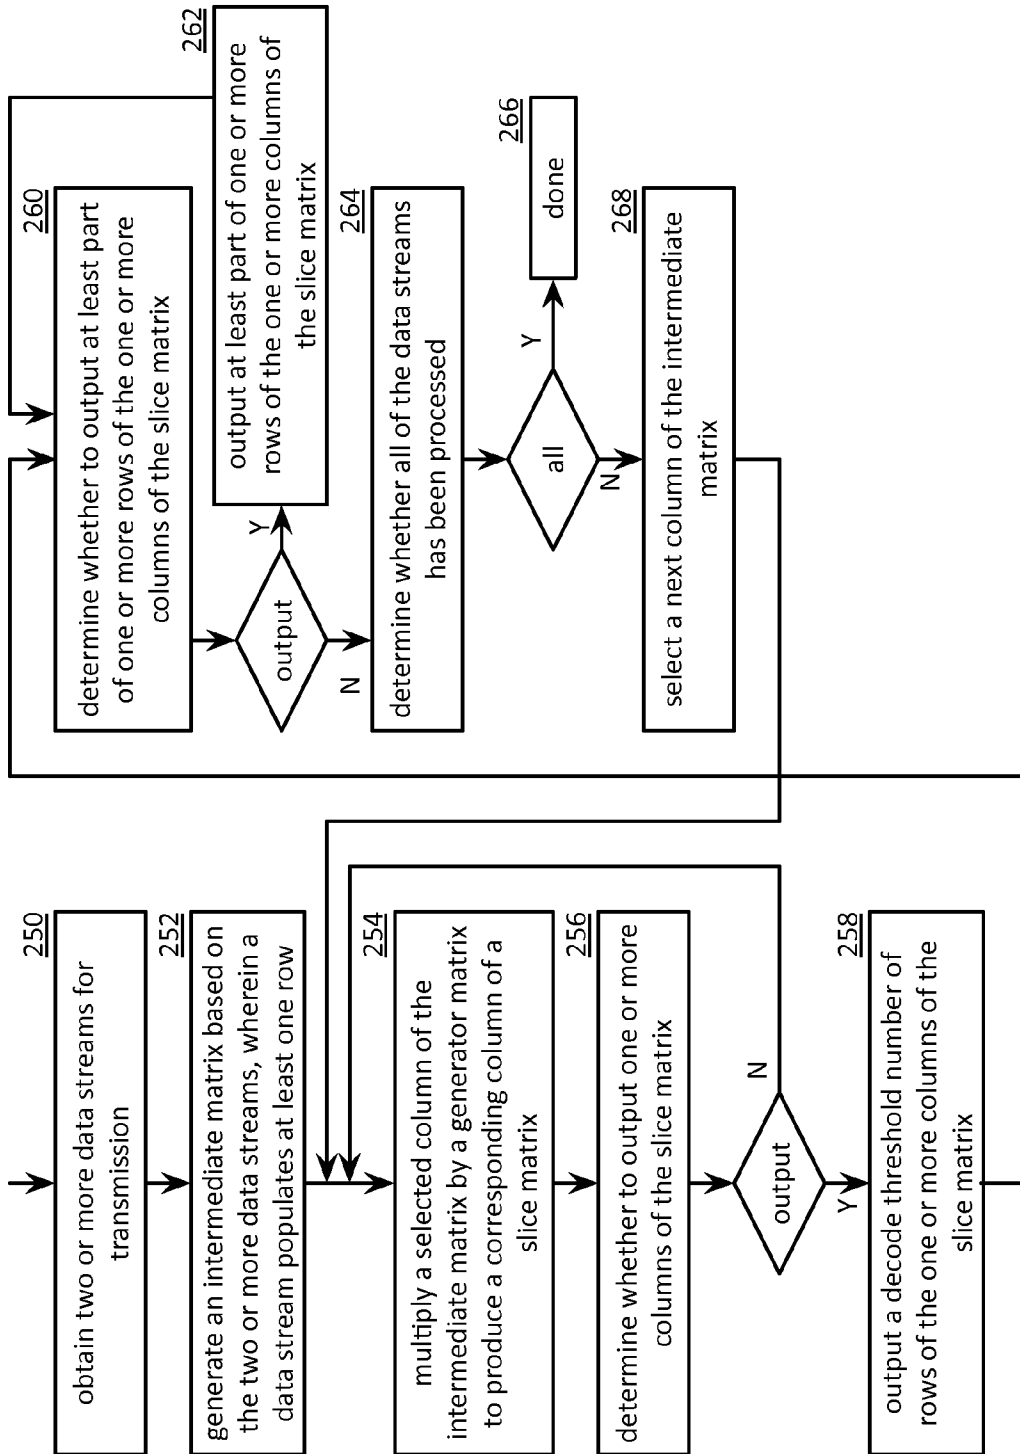 250
obtain two or more data streams for
transmission
252
generate an intermediate matrix based on
the two or more data streams, wherein a
data stream populates at least one row
254
multiply a selected column of the
intermediate matrix by a generator matrix
to produce a corresponding column of a
slice matrix
256
determine whether to output one or more
columns of the slice matrix
output
N
Y
258
output a decode threshold number of
rows of the one or more columns of the
slice matrix
260
determine whether to output at least part
of one or more rows of the one or more
columns of the slice matrix
output
Y
N
262
output at least part of one or more
rows of the one or more columns of
the slice matrix
264
determine whether all of the data streams
has been processed
all
Y
N
266
done
268
select a next column of the intermediate
matrix